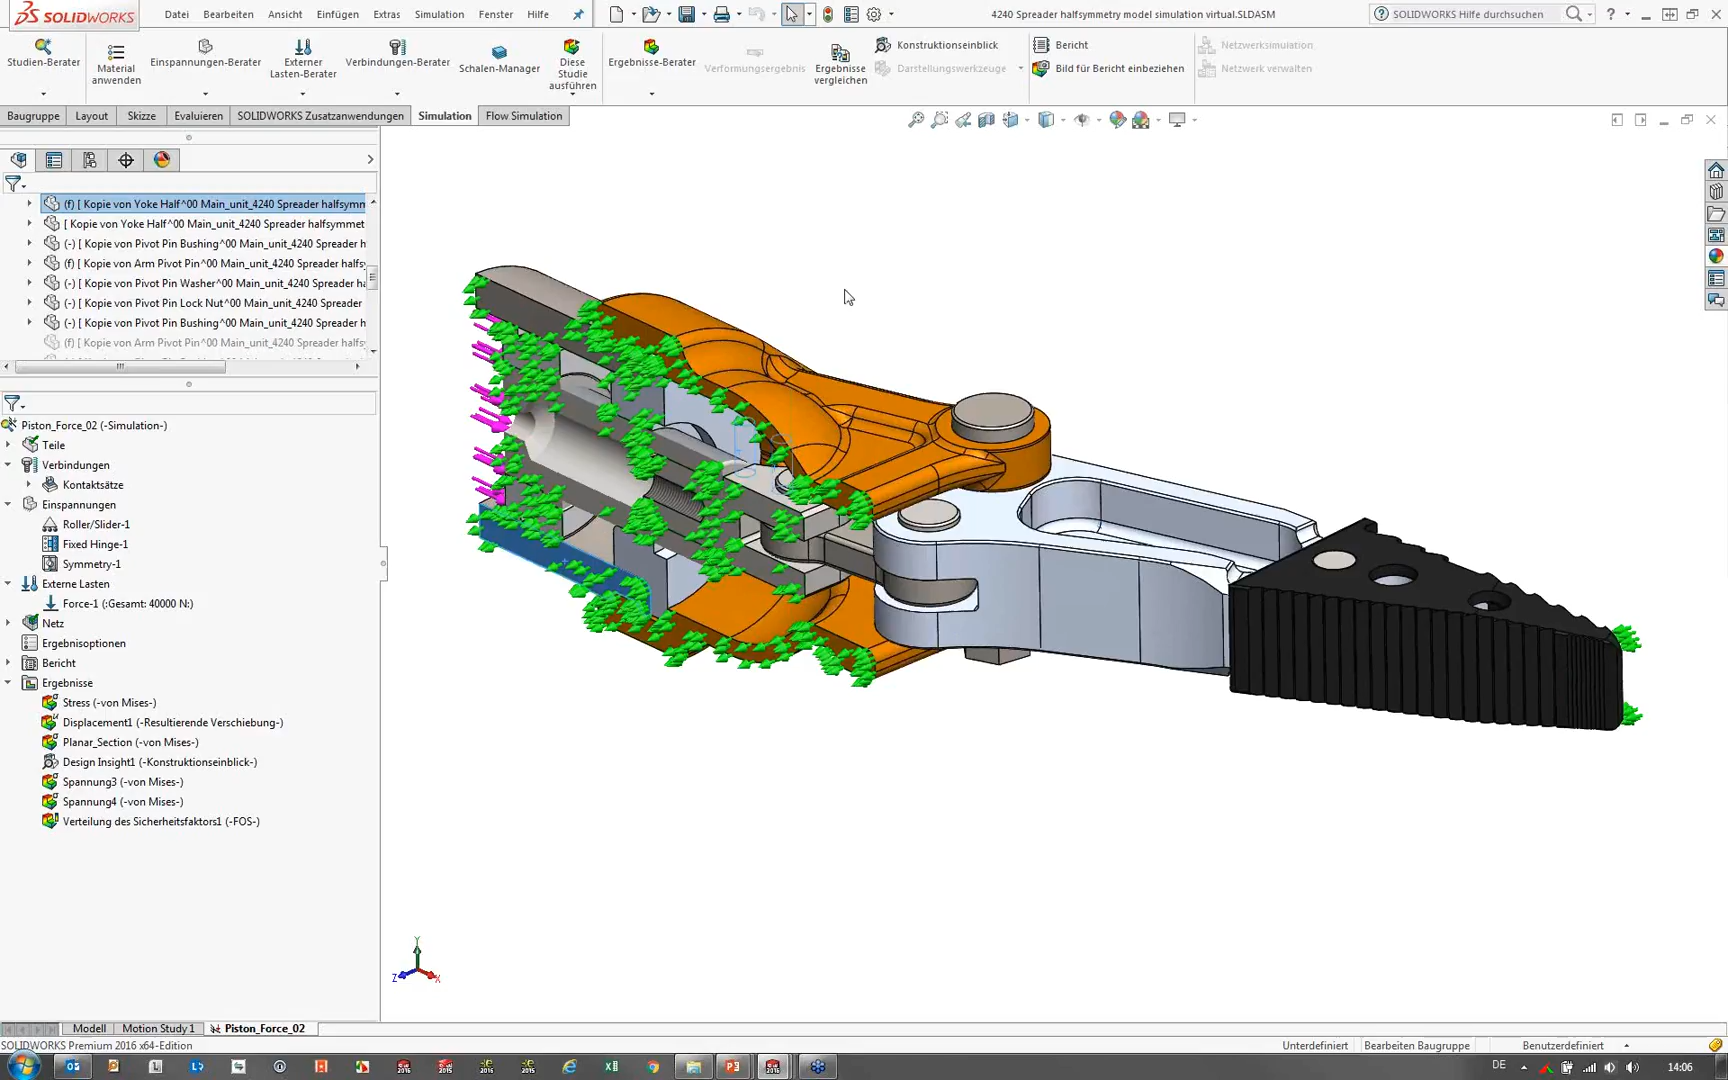 SOLIDWORKS
Datei Bearbeiten Ansicht Einfügen Extras Simulation Fenster Hilfe
4240 Spreader halfsymmetry model simulation virtual.SLDASM
SOLIDWORKS Hilfe durchsuchen
Studien-Berater
Material anwenden
Einspannungen-Berater
Externer Lasten-Berater
Verbindungen-Berater
Schalen-Manager
Diese Studie ausführen
Ergebnisse-Berater
Verformungsergebnis
Ergebnisse vergleichen
Konstruktionseinblick
Darstellungswerkzeuge
Bericht
Bild für Bericht einbeziehen
Netzwerksimulation
Netzwerk verwalten
Baugruppe Layout Skizze Evaluieren SOLIDWORKS Zusatzanwendungen Simulation Flow Simulation
(f) [ Kopie von Yoke Half^00 Main_unit_4240 Spreader halfsymn
[ Kopie von Yoke Half^00 Main_unit_4240 Spreader halfsymmet
(-) [ Kopie von Pivot Pin Bushing^00 Main_unit_4240 Spreader h
(f) [ Kopie von Arm Pivot Pin^00 Main_unit_4240 Spreader halfs
(-) [ Kopie von Pivot Pin Washer^00 Main_unit_4240 Spreader ha
(-) [ Kopie von Pivot Pin Lock Nut^00 Main_unit_4240 Spreader
(-) [ Kopie von Pivot Pin Bushing^00 Main_unit_4240 Spreader h
(-) [ Kopie von Arm Pivot Pin^00 Main_unit_4240 Spreader halfs
Piston_Force_02 (-Simulation-)
Teile
Verbindungen
Kontaktsätze
Einspannungen
Roller/Slider-1
Fixed Hinge-1
Symmetry-1
Externe Lasten
Force-1 (:Gesamt: 40000 N:)
Netz
Ergebnisoptionen
Bericht
Ergebnisse
Stress (-von Mises-)
Displacement1 (-Resultierende Verschiebung-)
Planar_Section (-von Mises-)
Design Insight1 (-Konstruktionseinblick-)
Spannung3 (-von Mises-)
Spannung4 (-von Mises-)
Verteilung des Sicherheitsfaktors1 (-FOS-)
Y
Z X
Modell Motion Study 1 Piston_Force_02
SOLIDWORKS Premium 2016 x64-Edition
Unterdefiniert Bearbeiten Baugruppe Benutzerdefiniert
DE
14:06